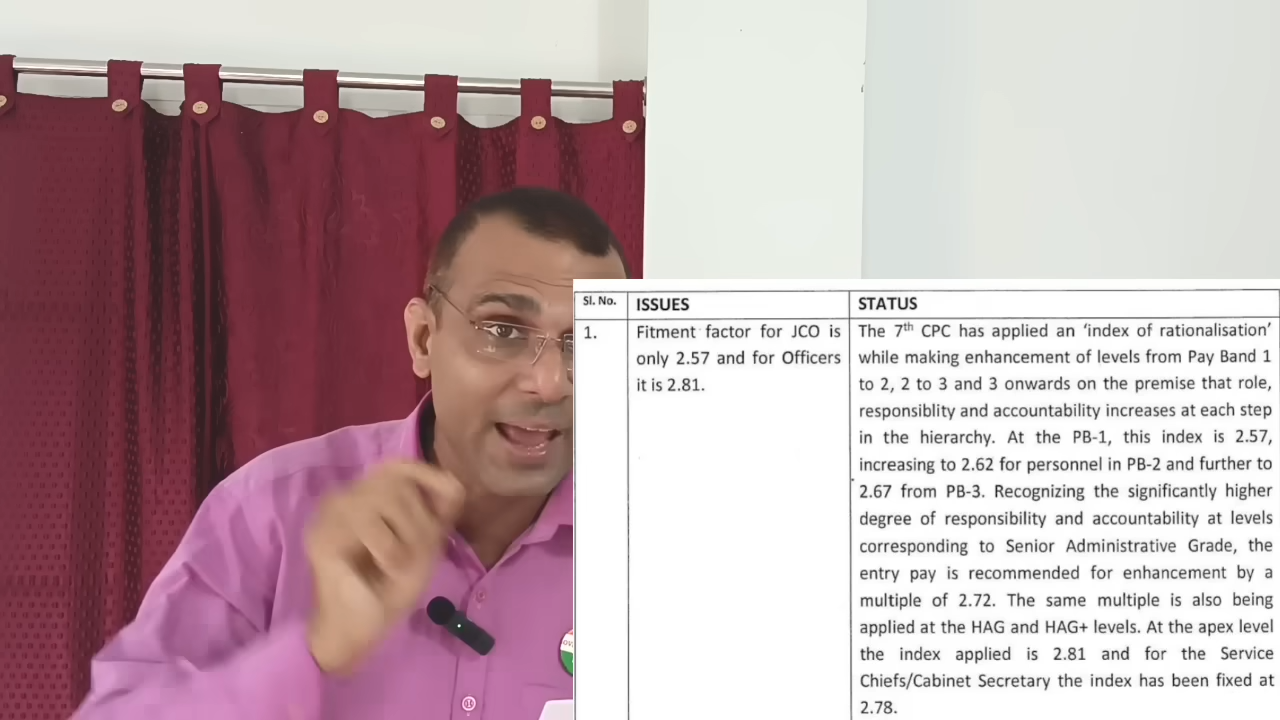 Sl. No.
ISSUES
STATUS
1.
Fitment factor for JCO is
only 2.57 and for Officers
it is 2.81.
The 7th CPC has applied an ‘index of rationalisation’
while making enhancement of levels from Pay Band 1
to 2, 2 to 3 and 3 onwards on the premise that role,
responsiblity and accountability increases at each step
in the hierarchy. At the PB-1, this index is 2.57,
increasing to 2.62 for personnel in PB-2 and further to
2.67 from PB-3. Recognizing the significantly higher
degree of responsibility and accountability at levels
corresponding to Senior Administrative Grade, the
entry pay is recommended for enhancement by a
multiple of 2.72. The same multiple is also being
applied at the HAG and HAG+ levels. At the apex level
the index applied is 2.81 and for the Service
Chiefs/Cabinet Secretary the index has been fixed at
2.78.